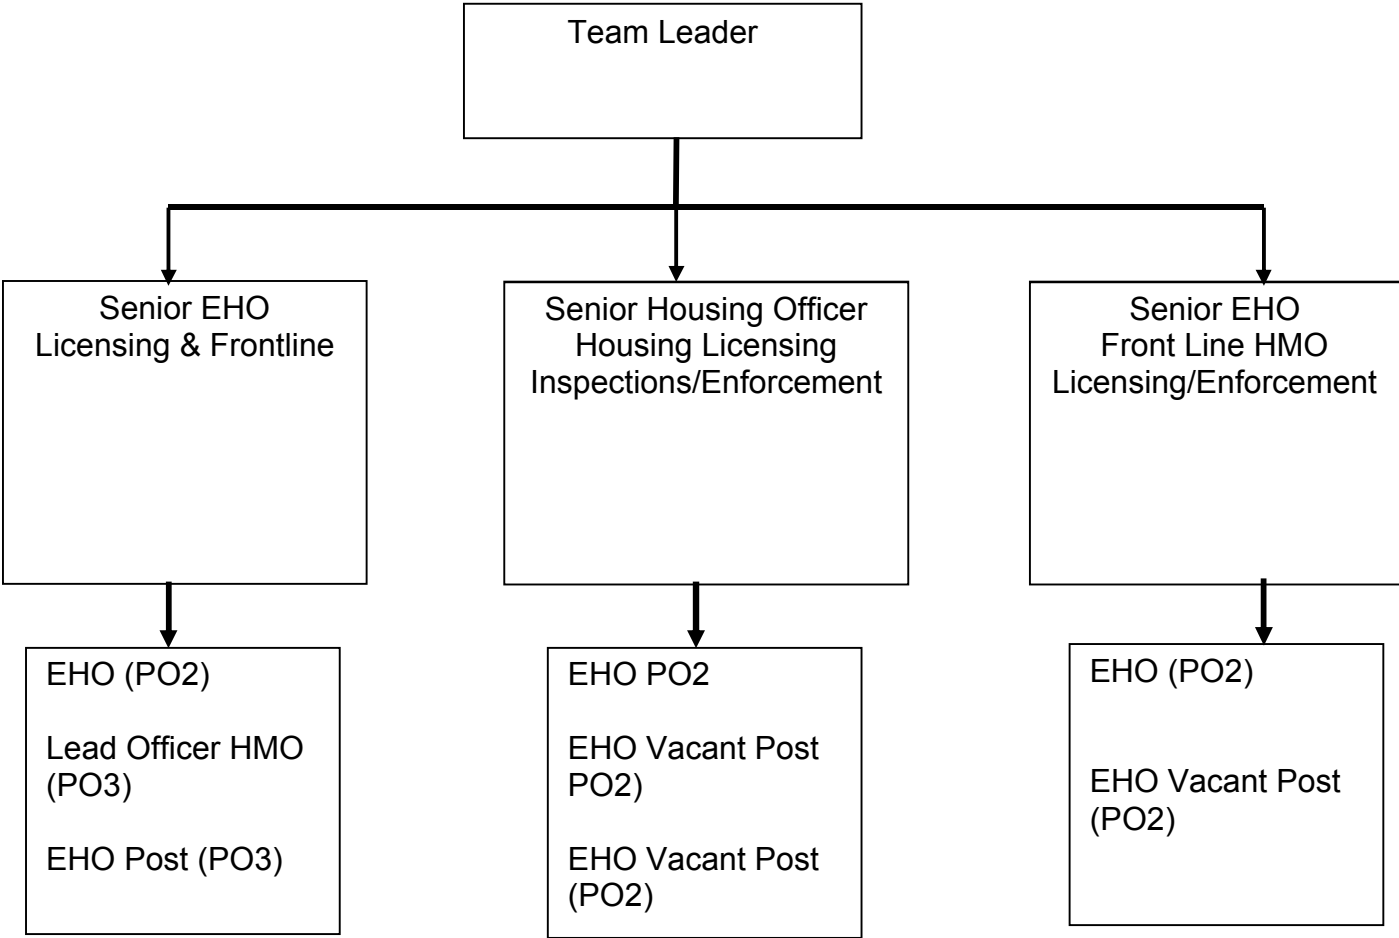 Team Leader
Senior EHO
Licensing & Frontline
Senior Housing Officer
Housing Licensing
Inspections/Enforcement
Senior EHO
Front Line HMO
Licensing/Enforcement
EHO (PO2)
Lead Officer HMO
(PO3)
EHO Post (PO3)
EHO PO2
EHO Vacant Post
PO2)
EHO Vacant Post
(PO2)
EHO (PO2)
EHO Vacant Post
(PO2)